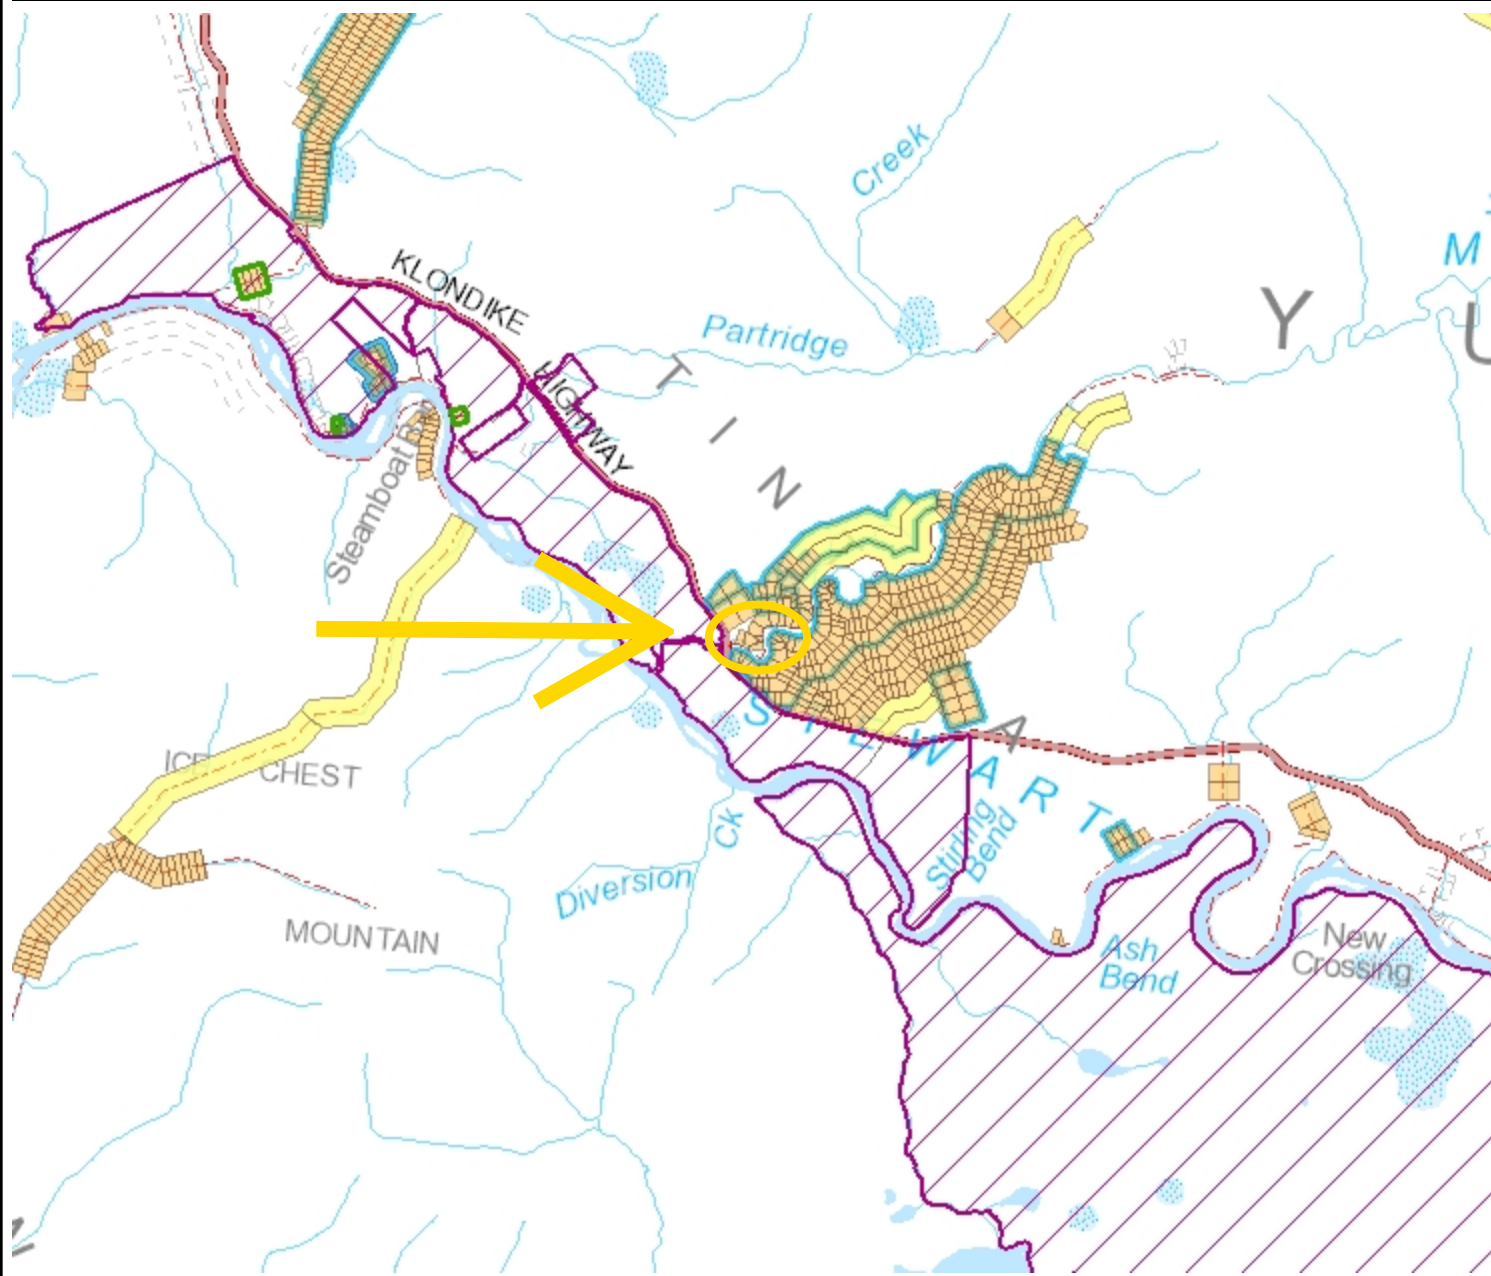 Creek
M
Y
U
KLONDIKE
HIGHWAY
Partridge
T
I
N
Steamboat
S T E W A R T
A
ICE CHEST
Ck
Stirling
Bend
Diversion
MOUNTAIN
Ash
Bend
New
Crossing